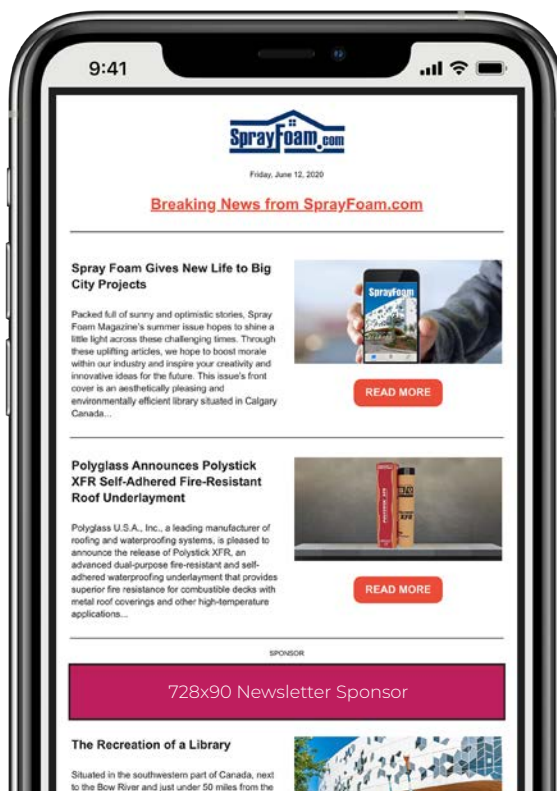 9:41
SprayFoam.com
Friday, June 12, 2020
Breaking News from SprayFoam.com
Spray Foam Gives New Life to Big
City Projects
Packed full of sunny and optimistic stories, Spray
Foam Magazine's summer issue hopes to shine a
little light across these challenging times. Through
these uplifting articles, we hope to boost morale
within our industry and inspire your creativity and
innovative ideas for the future. This issue's front
cover is an aesthetically pleasing and
environmentally efficient library situated in Calgary
Canada...
SprayFoam
READ MORE
Polyglass Announces Polystick
XFR Self-Adhered Fire-Resistant
Roof Underlayment
Polyglass U.S.A., Inc., a leading manufacturer of
roofing and waterproofing systems, is pleased to
announce the release of Polystick XFR, an
advanced dual-purpose fire-resistant and self-
adhered waterproofing underlayment that provides
superior fire resistance for combustible decks with
metal roof coverings and other high-temperature
applications...
XFR
READ MORE
SPONSOR
728x90 Newsletter Sponsor
The Recreation of a Library
Situated in the southwestern part of Canada, next
to the Bow River and just under 50 miles from the